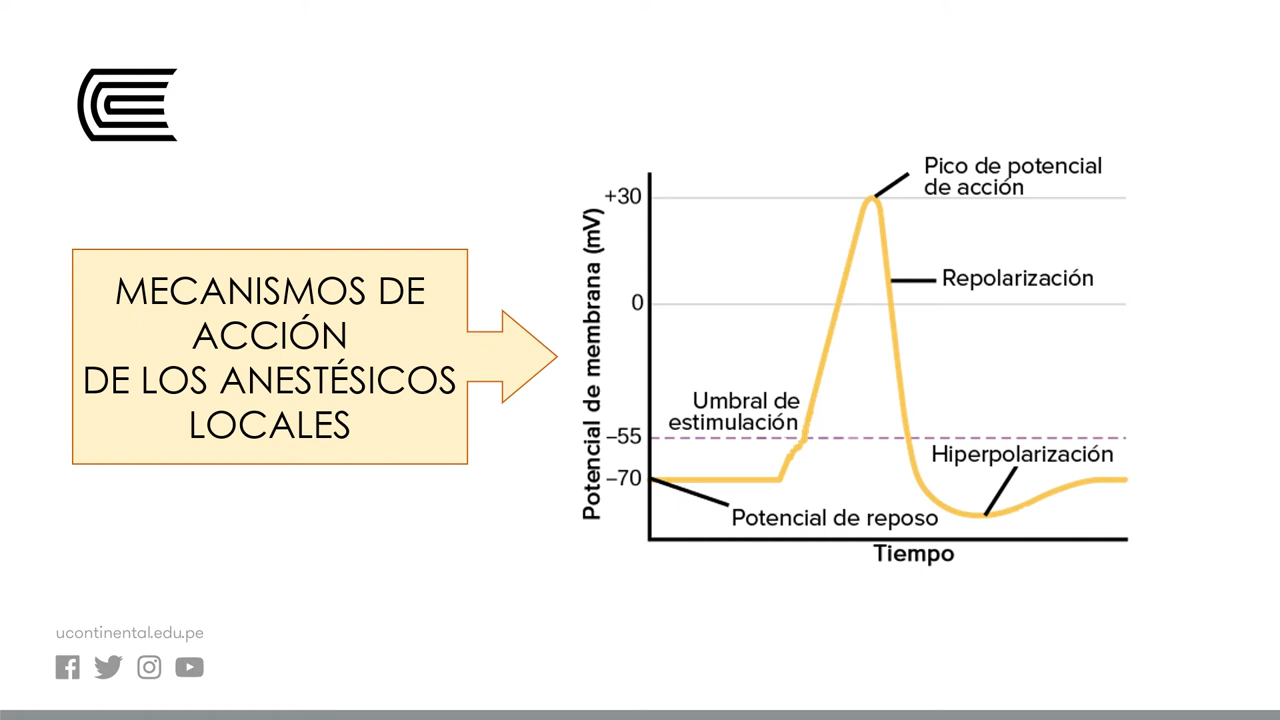 MECANISMOS DE
ACCIÓN
DE LOS ANESTÉSICOS
LOCALES
Potencial de membrana (mV)
+30
0
–55
–70
Pico de potencial
de acción
Repolarización
Umbral de
estimulación
Hiperpolarización
Potencial de reposo
Tiempo
ucontinental.edu.pe